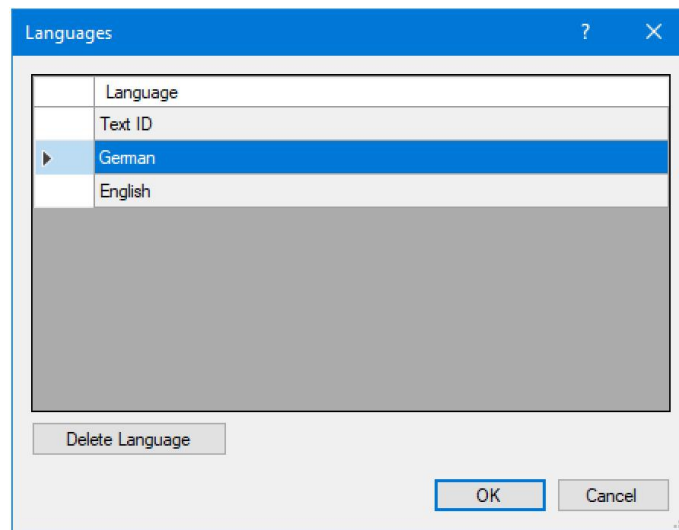 Languages ?
Language
Text ID
German
English
Delete Language
OK Cancel